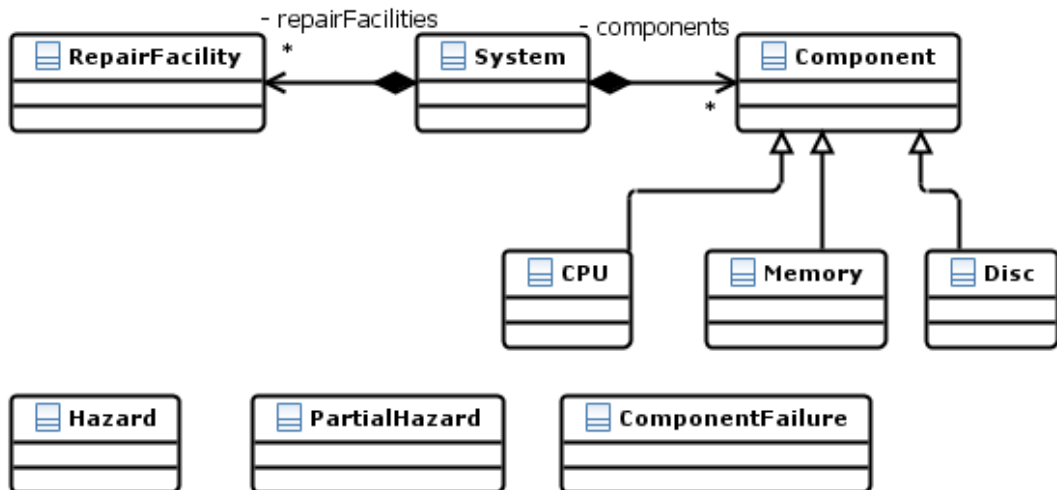 - repairFacilities
- components
RepairFacility
*
System
*
Component
CPU
Memory
Disc
Hazard
PartialHazard
ComponentFailure